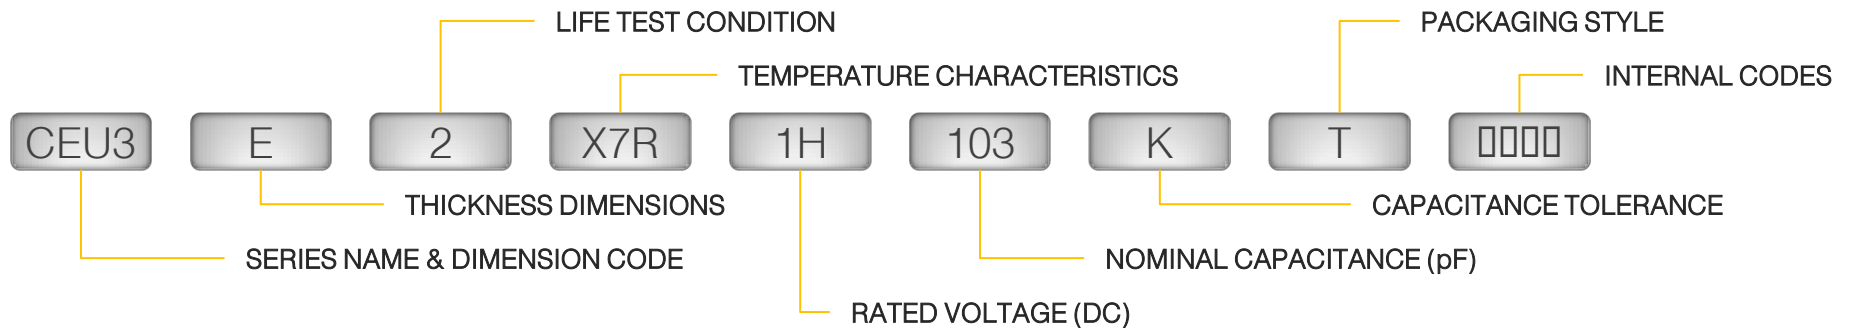 LIFE TEST CONDITION
PACKAGING STYLE
TEMPERATURE CHARACTERISTICS
INTERNAL CODES
CEU3 E 2 X7R 1H 103 K T □□□□
THICKNESS DIMENSIONS
CAPACITANCE TOLERANCE
SERIES NAME & DIMENSION CODE
NOMINAL CAPACITANCE (pF)
RATED VOLTAGE (DC)